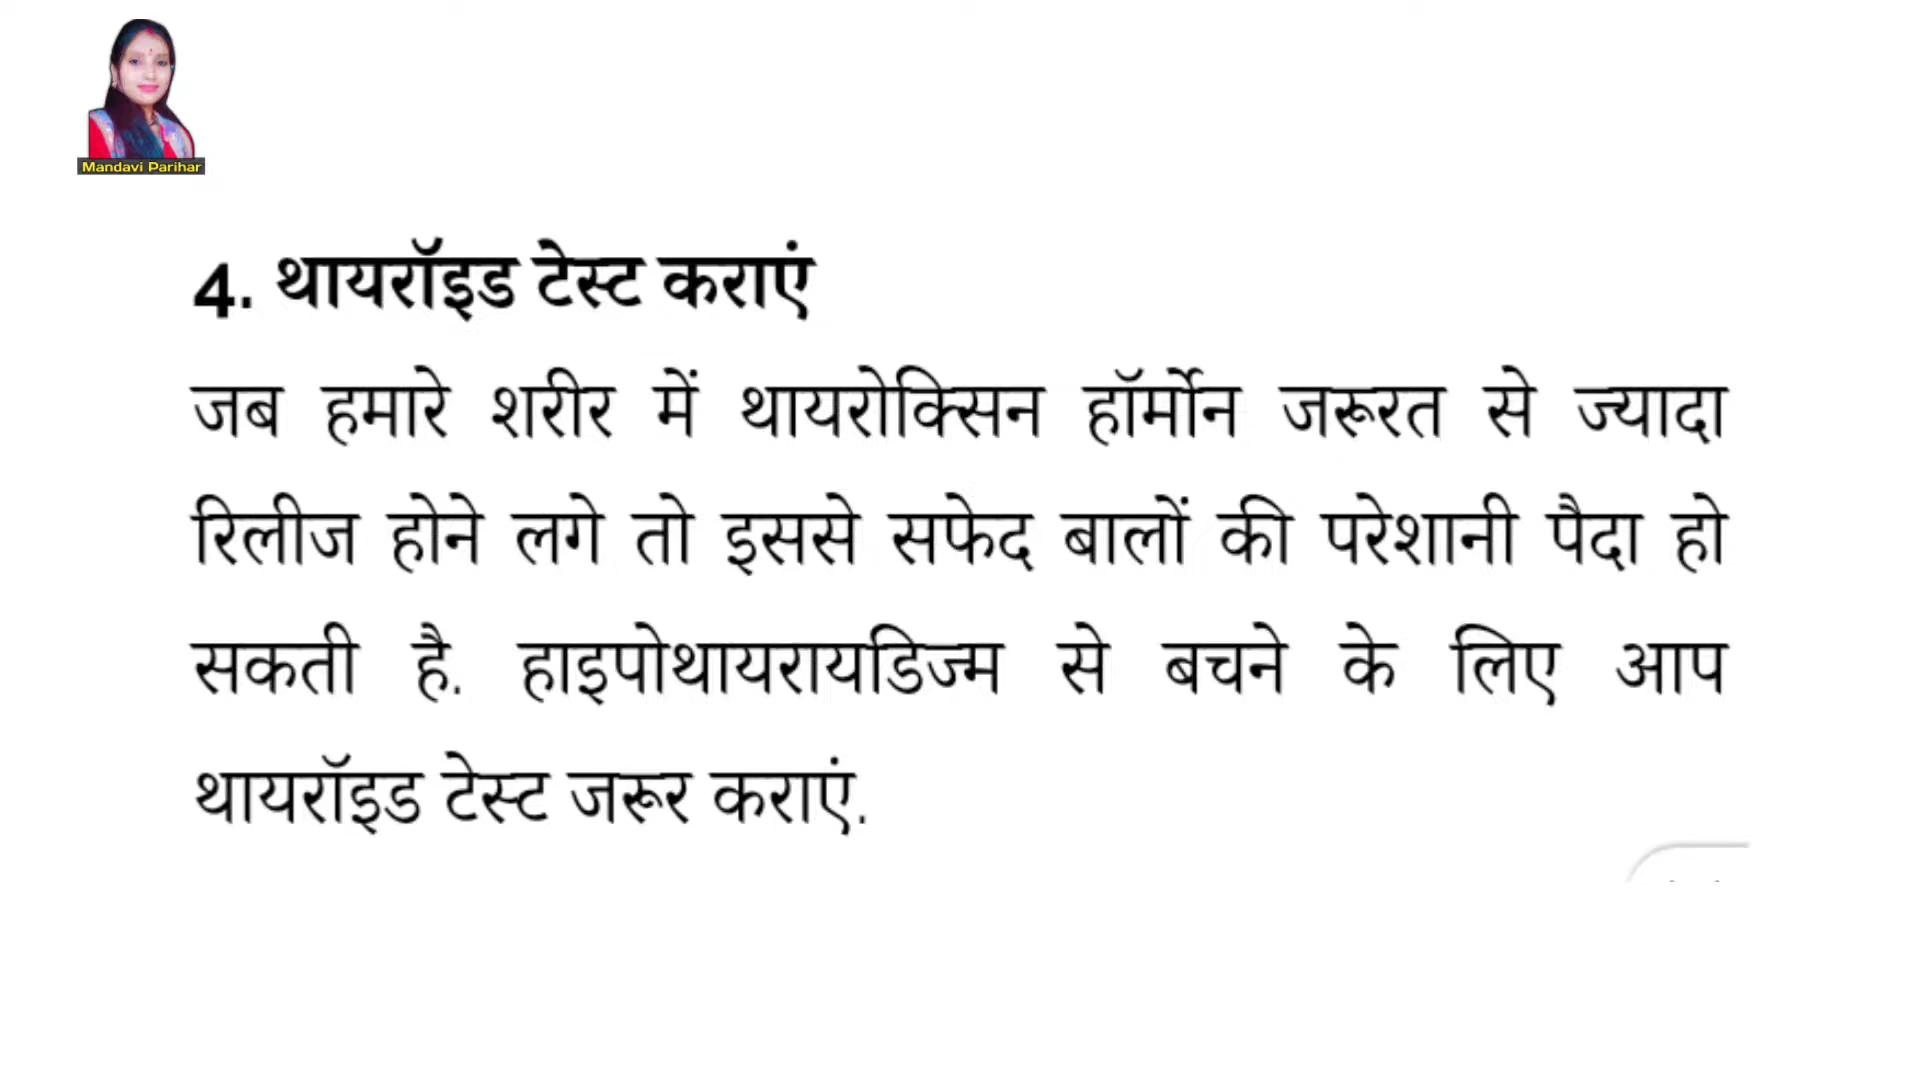 Mandavi Parihar
4. थायरॉइड टेस्ट कराएं
जब हमारे शरीर में थायरोक्सिन हॉर्मोन जरूरत से ज्यादा
रिलीज होने लगे तो इससे सफेद बालों की परेशानी पैदा हो
सकती है. हाइपोथायरायडिज्म से बचने के लिए आप
थायरॉइड टेस्ट जरूर कराएं.